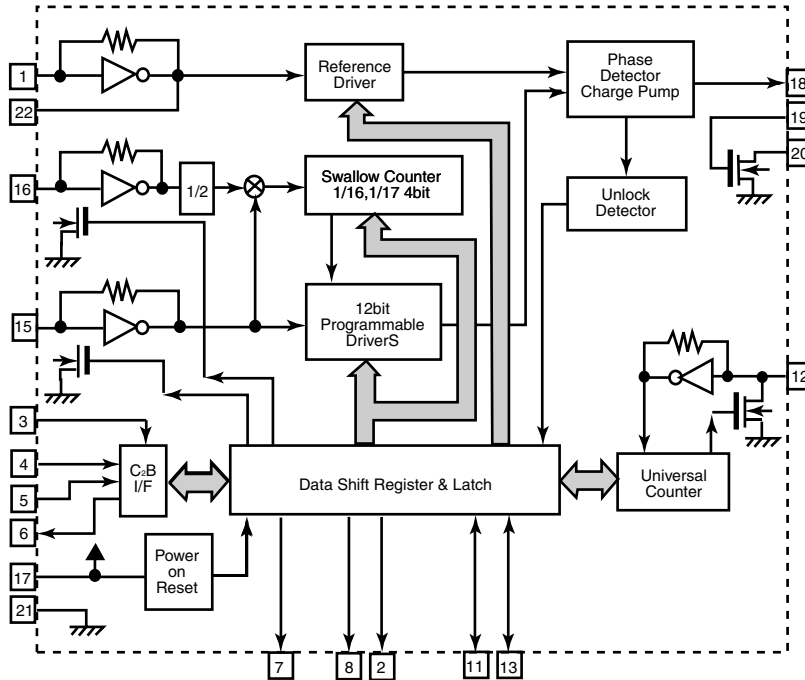 1
22
16
15
3
4
5
6
17
21
Reference
Driver
Phase
Detector
Charge Pump
18
19
20
1/2
Swallow Counter
1/16,1/17 4bit
Unlock
Detector
12bit
Programmable
DriverS
12
C2B
I/F
Data Shift Register & Latch
Universal
Counter
Power
on
Reset
7
8
2
11
13